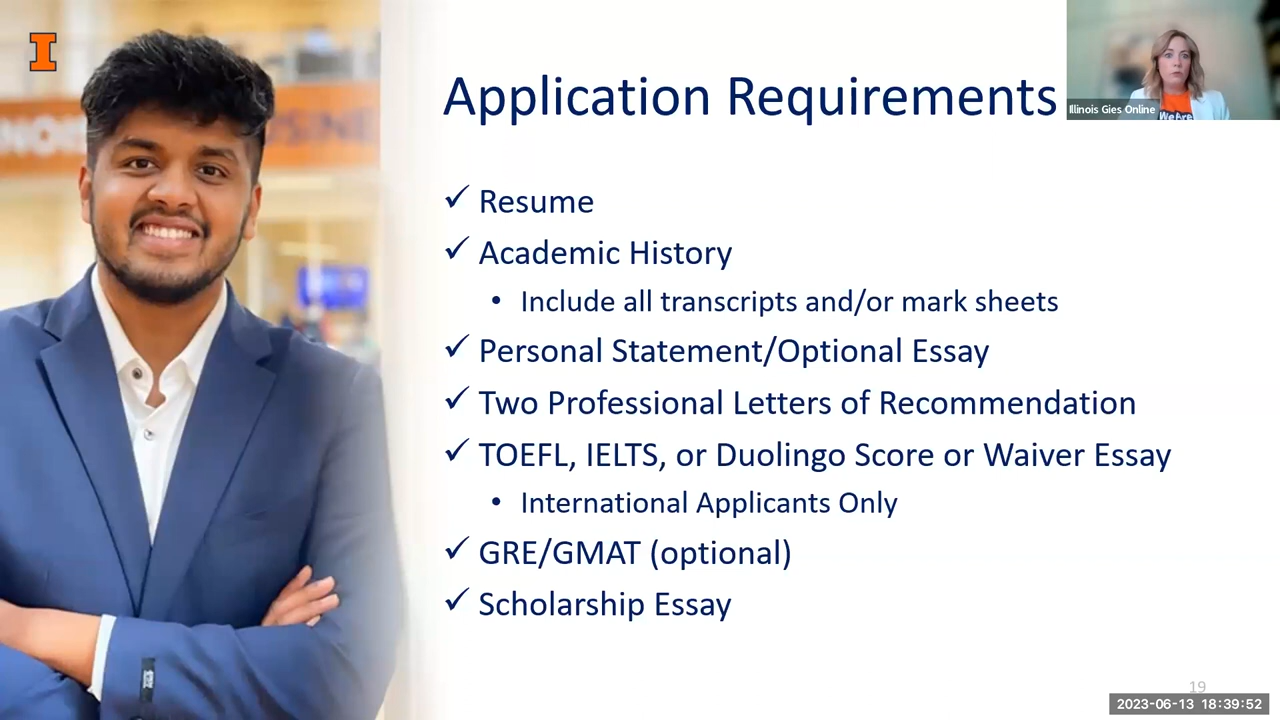 I
Application Requirements
Illinois Gies Online
We Are
✓ Resume
✓ Academic History
• Include all transcripts and/or mark sheets
✓ Personal Statement/Optional Essay
✓ Two Professional Letters of Recommendation
✓ TOEFL, IELTS, or Duolingo Score or Waiver Essay
• International Applicants Only
✓ GRE/GMAT (optional)
✓ Scholarship Essay
19
2023-06-13 18:39:52